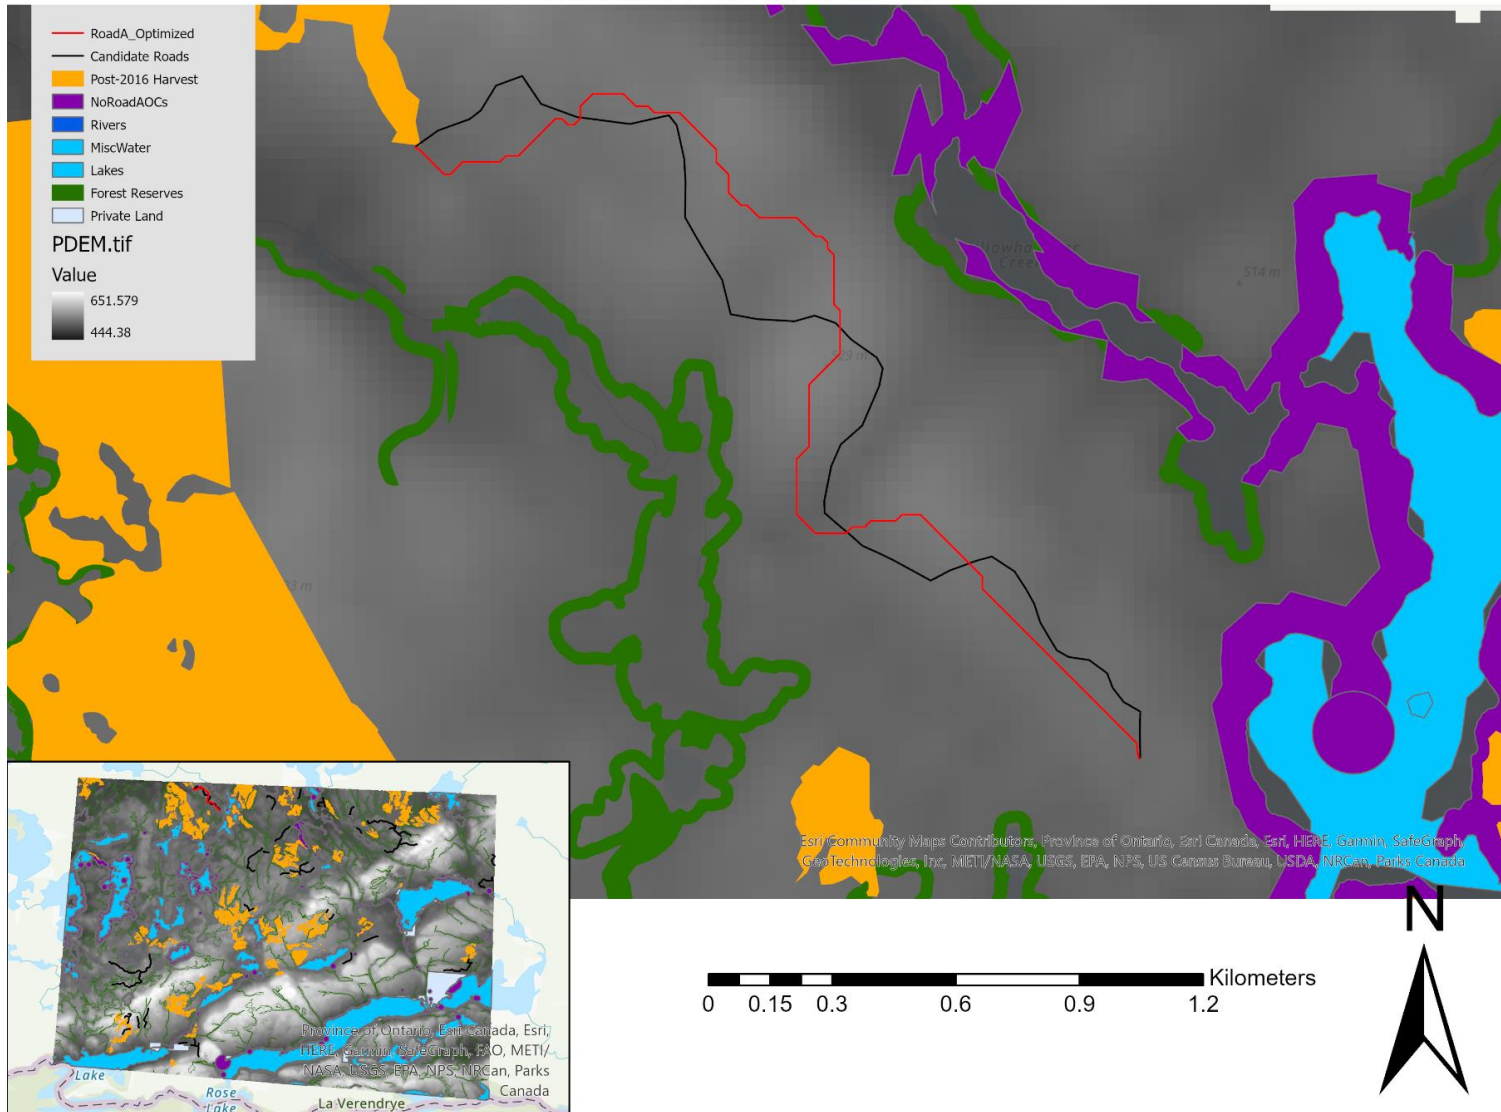 RoadA_Optimized
Candidate Roads
Post-2016 Harvest
NoRoadAOCs
Rivers
MiscWater
Lakes
Forest Reserves
Private Land
PDEM.tif
Value
651.579
444.38
Creek
514 m
529 m
3 m
Esri Community Maps Contributors, Province of Ontario, Esri Canada, Esri, HERE, Garmin, SafeGraph,
GeoTechnologies, Inc, METI/NASA, USGS, EPA, NPS, US Census Bureau, USDA, NRCan, Parks Canada
N
Kilometers
0 0.15 0.3 0.6 0.9 1.2
Province of Ontario, Esri Canada, Esri,
HERE, Garmin, SafeGraph, FAO, METI/
NASA, USGS, EPA, NPS, NRCan, Parks
Canada
Lake
Rose
Lake
La Verendrye